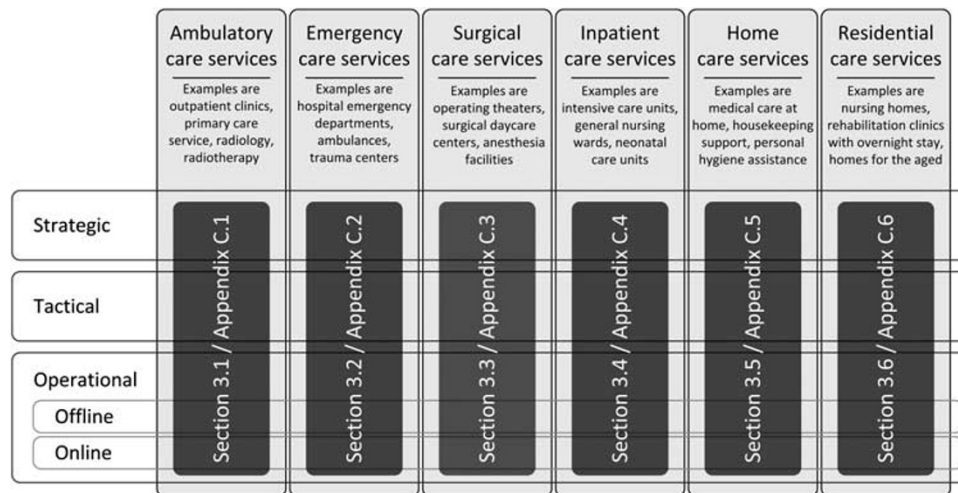 Ambulatory
care services
Examples are
outpatient clinics,
primary care
service, radiology,
radiotherapy
Emergency
care services
Examples are
hospital emergency
departments,
ambulances,
trauma centers
Surgical
care services
Examples are
operating theaters,
surgical daycare
centers, anesthesia
facilities
Inpatient
care services
Examples are
intensive care units,
general nursing
wards, neonatal
care units
Home
care services
Examples are
medical care at
home, housekeeping
support, personal
hygiene assistance
Residential
care services
Examples are
nursing homes,
rehabilitation clinics
with overnight stay,
homes for the aged
Strategic
Tactical
Operational
Offline
Online
Section 3.1 / Appendix C.1
Section 3.2 / Appendix C.2
Section 3.3 / Appendix C.3
Section 3.4 / Appendix C.4
Section 3.5 / Appendix C.5
Section 3.6 / Appendix C.6